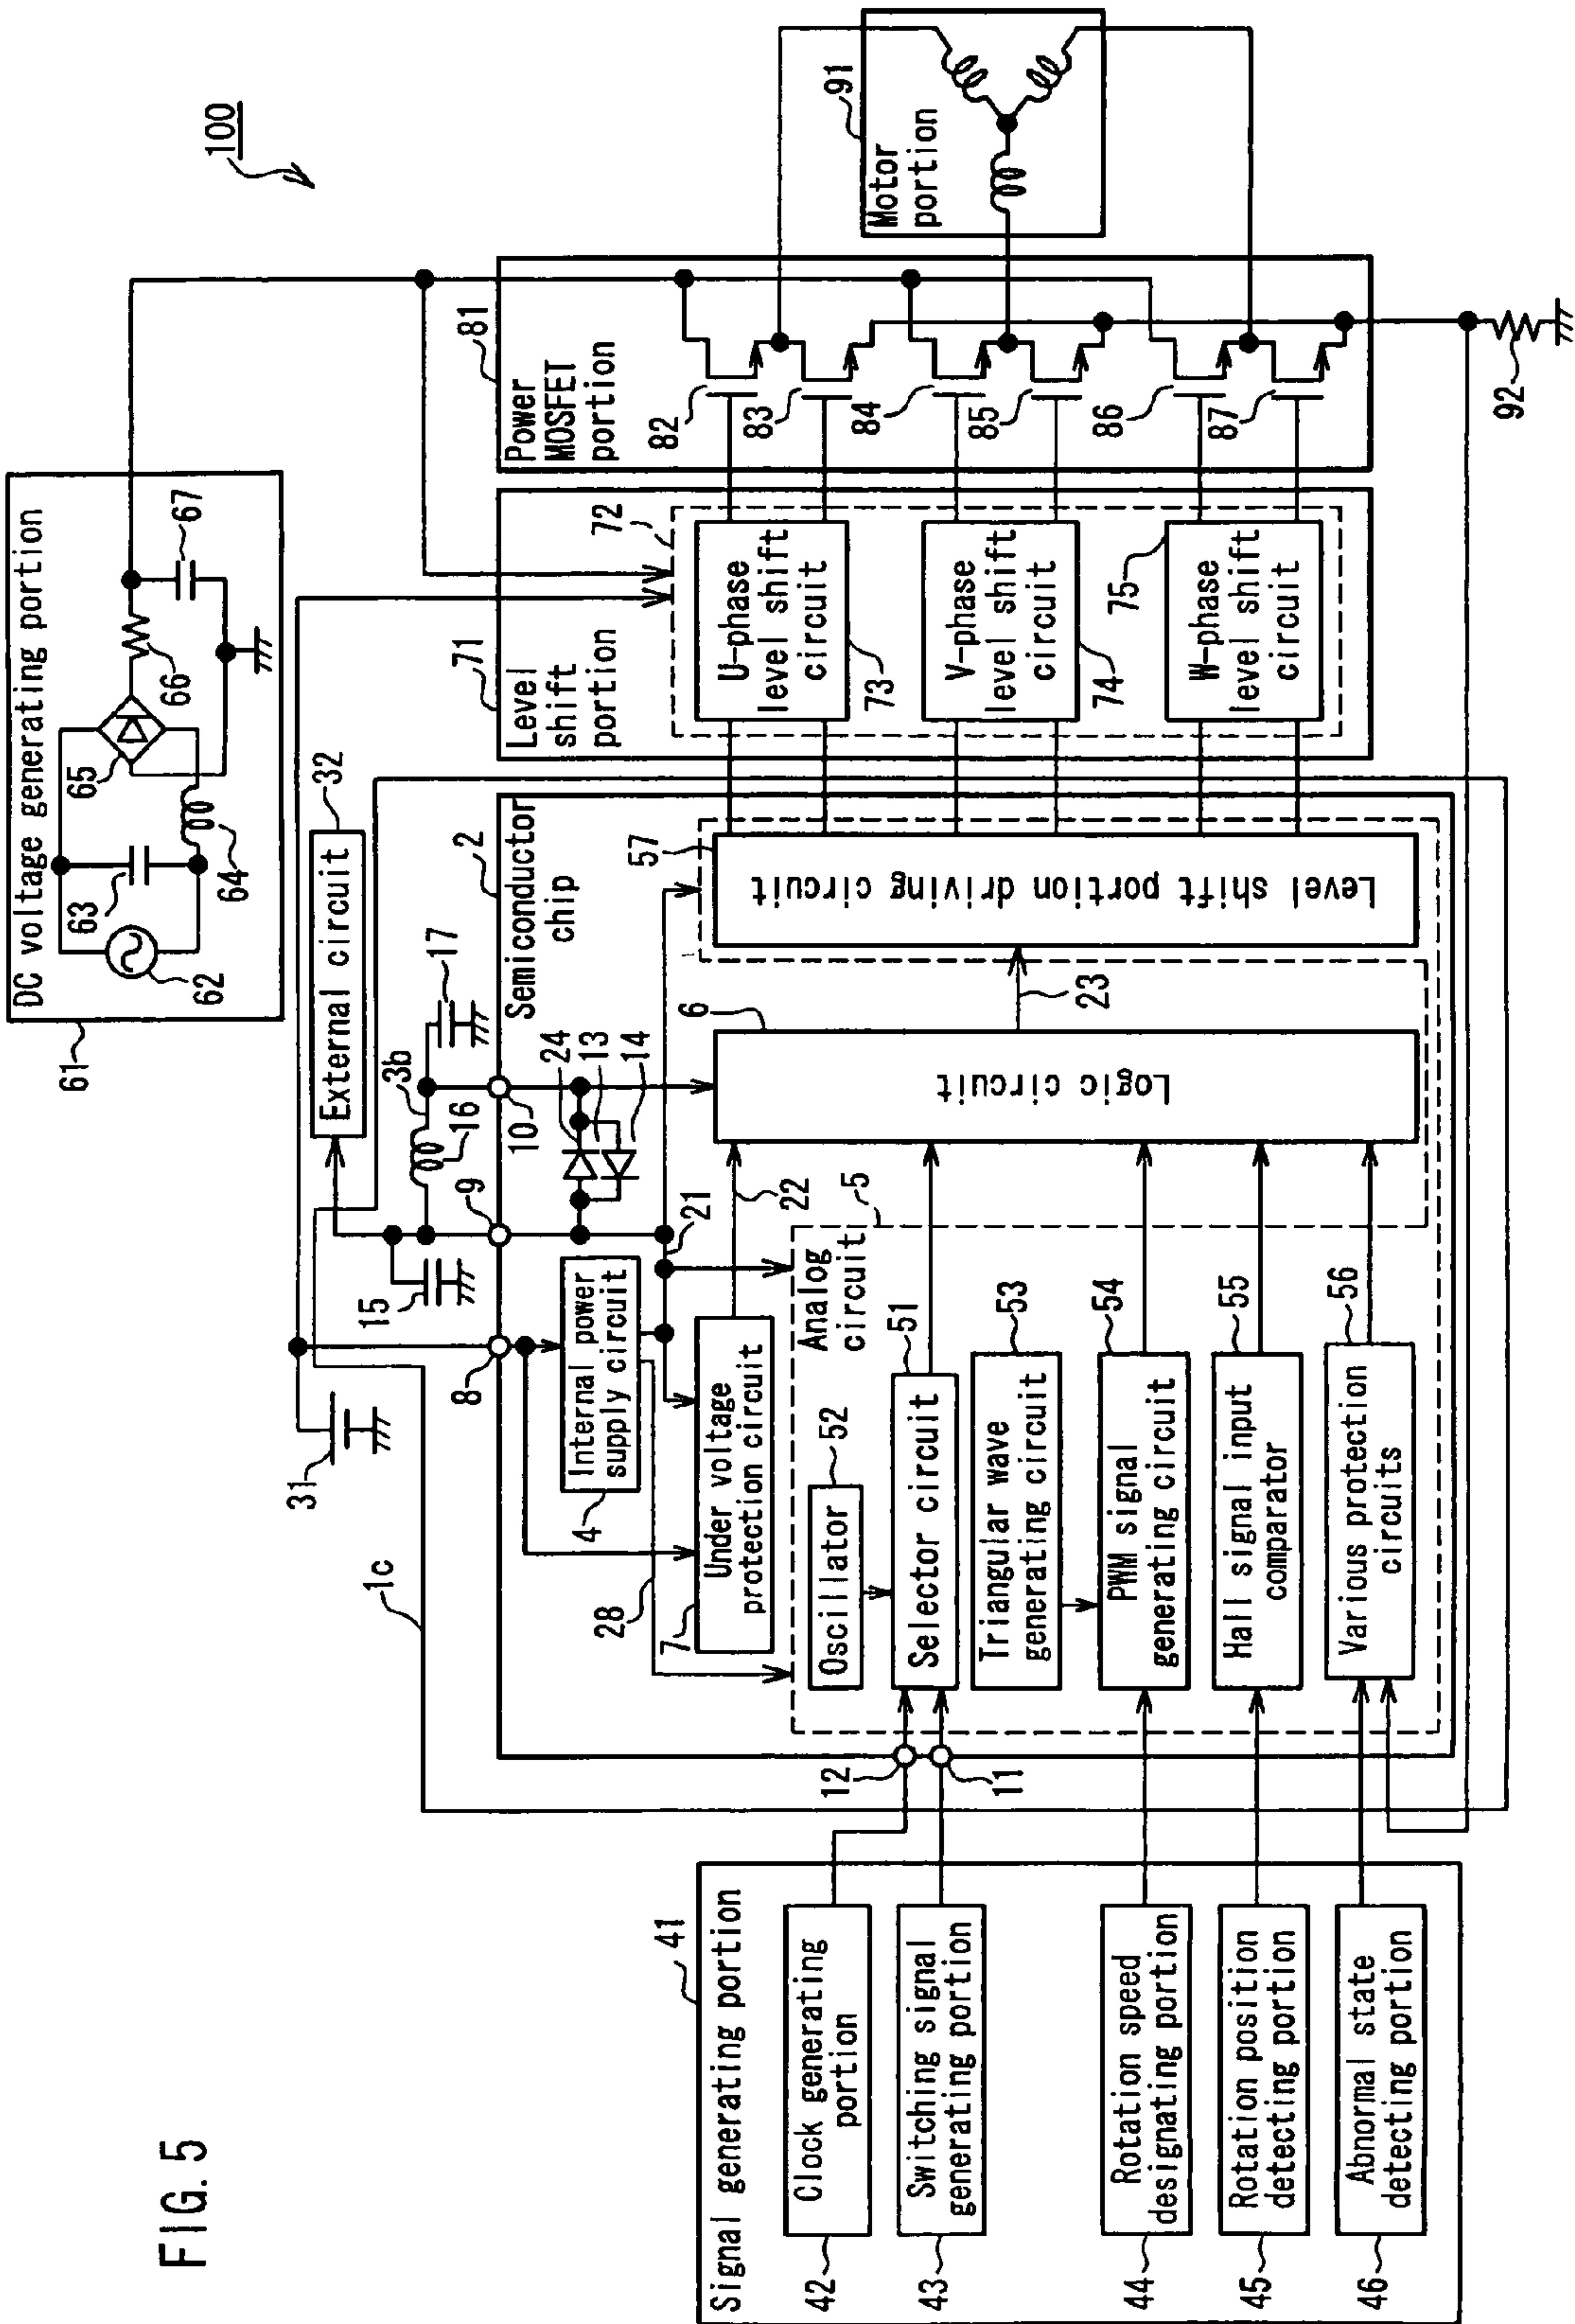 FIG. 5
100
DC voltage generating portion
61
62
63
64
65
66
67
External circuit
32
31
1c
15
16
3b
17
8
9
10
Semiconductor
chip
2
Internal power
supply circuit
4
24
13
14
21
22
28
Under voltage
protection circuit
7
Analog
circuit
5
Oscillator
52
Selector circuit
51
Triangular wave
generating circuit
53
PWM signal
generating circuit
54
Hall signal input
comparator
55
Various protection
circuits
56
Logic circuit
6
23
Level shift portion driving circuit
57
12
11
Signal generating portion
41
Clock generating
portion
42
Switching signal
generating portion
43
Rotation speed
designating portion
44
Rotation position
detecting portion
45
Abnormal state
detecting portion
46
Level
shift
portion
71
72
U-phase
level shift
circuit
73
V-phase
level shift
circuit
74
W-phase
level shift
circuit
75
Power
MOSFET
portion
81
82
83
84
85
86
87
Motor
portion
91
92